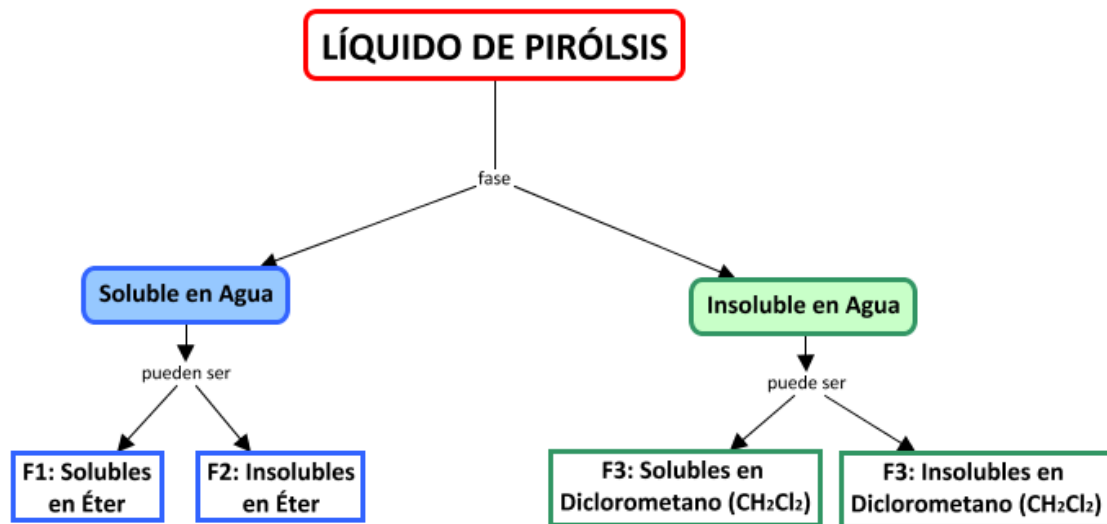 LÍQUIDO DE PIRÓLSIS
fase
Soluble en Agua
Insoluble en Agua
pueden ser
puede ser
F1: Solubles
en Éter
F2: Insolubles
en Éter
F3: Solubles en
Diclorometano (CH₂Cl₂)
F3: Insolubles en
Diclorometano (CH₂Cl₂)